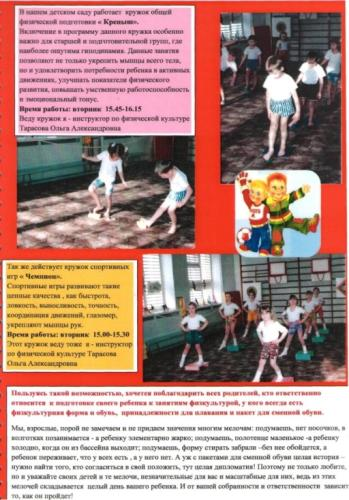 В нашем детском саду работает кружок общей
физической подготовки « Крепыш».
Включение в программу данного кружка особенно
важно для старшей и подготовительной групп, где
наиболее ощутима гиподинамия. Данные занятия
позволяют не только укрепить мышцы всего тела,
но и удовлетворить потребности ребенка в активных
движениях, улучшить показатели физического
развития, повышать умственную работоспособность
и эмоциональный тонус.
Время работы: вторник 15.45-16.15
Веду кружок я - инструктор по физической культуре
Тарасова Ольга Александровна
Так же действует кружок спортивных
игр « Чемпион».
Спортивные игры развивают такие
ценные качества , как быстрота,
ловкость, выносливость, точность,
координация движений, глазомер,
укрепляют мышцы рук.
Время работы: вторник 15.00-15.30
Этот кружок веду тоже я - инструктор
по физической культуре Тарасова
Ольга Александровна
Пользуясь такой возможностью, хочется поблагодарить всех родителей, кто ответственно
относится к подготовке своего ребенка к занятиям физкультурой, у кого всегда есть
физкультурная форма и обувь, принадлежности для плавания и пакет для сменной обуви.
Мы, взрослые, порой не замечаем и не придаем значения многим мелочам: подумаешь, нет носочков, в
колготках позанимается - а ребенку элементарно жарко; подумаешь, полотенце маленькое -а ребенку
холодно, когда он из бассейна выходит; подумаешь, форму стирать забрали -без нее обойдется, а
ребенок переживает, что у всех есть , а у него нет. А уж с пакетами для сменной обуви целая история –
нужно найти того, кто согласиться в свой положить, тут целая дипломатия! Поэтому не только любите,
но и уважайте своих детей и те мелочи, незначительные для вас и масштабные для них, ведь из этих
мелочей складывается целый день вашего ребенка. И от вашей собранности и ответственности зависит
то, как он пройдет!